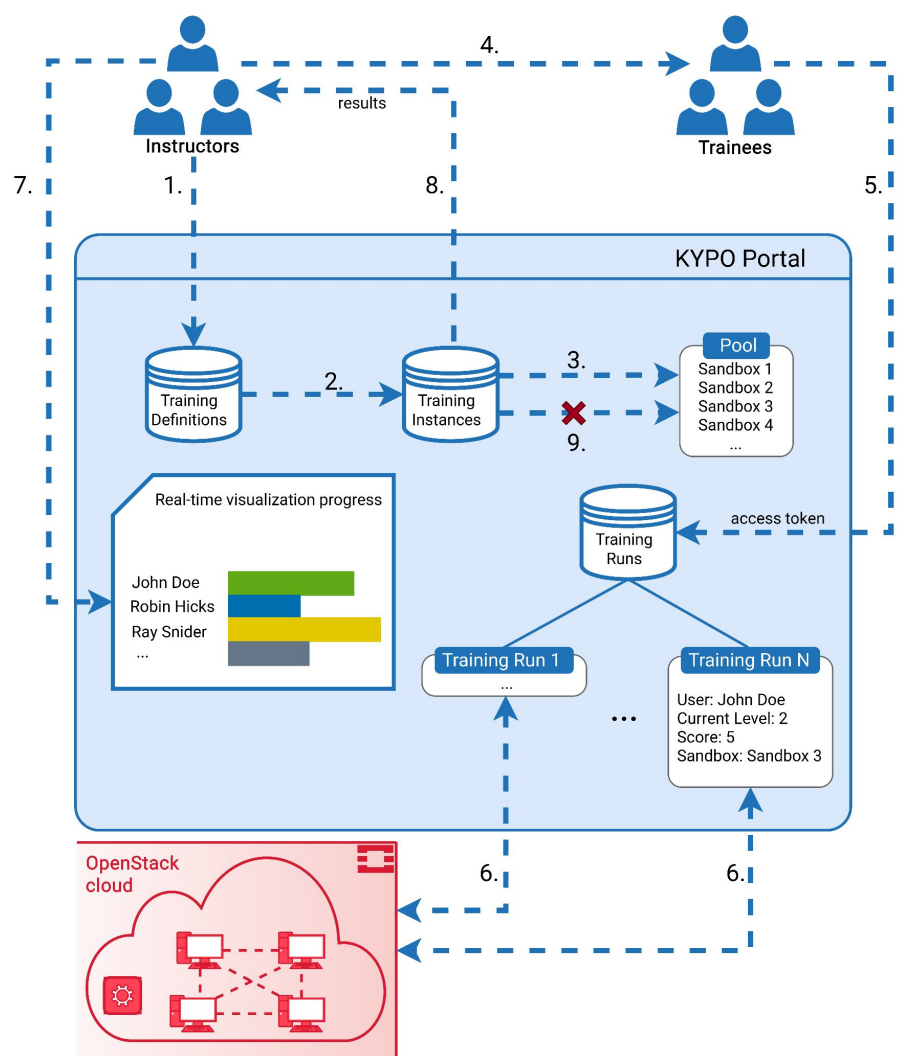 4.
results
Instructors
Trainees
7.
1.
8.
5.
KYPO Portal
Training
Definitions
2.
Training
Instances
3.
9.
Pool
Sandbox 1
Sandbox 2
Sandbox 3
Sandbox 4
...
Real-time visualization progress
John Doe
Robin Hicks
Ray Snider
...
Training
Runs
access token
Training Run 1
...
...
Training Run N
User: John Doe
Current Level: 2
Score: 5
Sandbox: Sandbox 3
6.
6.
OpenStack
cloud